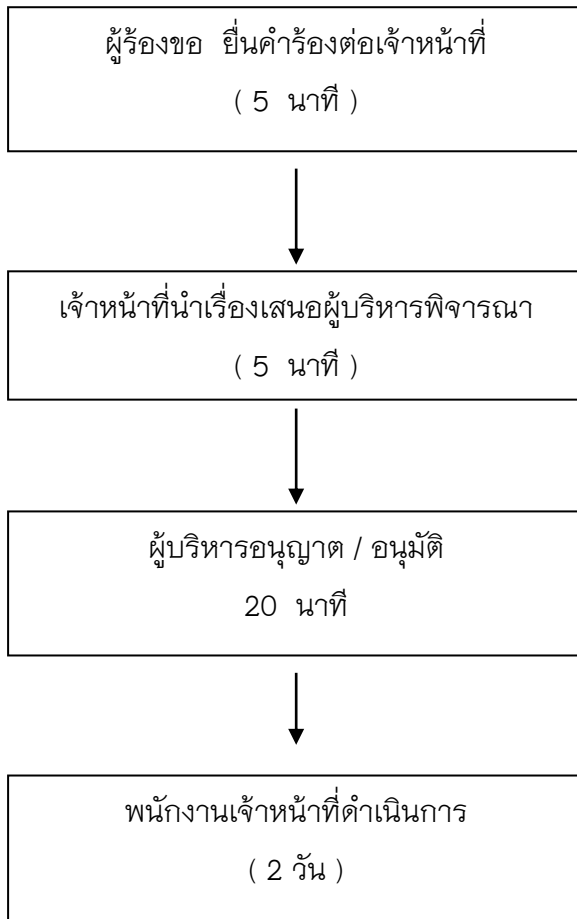 ผู้ร้องขอ ยื่นคำร้องต่อเจ้าหน้าที่
( 5 นาที )
เจ้าหน้าที่นำเรื่องเสนอผู้บริหารพิจารณา
( 5 นาที )
ผู้บริหารอนุญาต / อนุมัติ
20 นาที
พนักงานเจ้าหน้าที่ดำเนินการ
( 2 วัน )